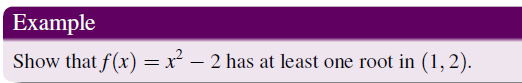 Example
Show that f(x) = x² − 2 has at least one root in (1, 2).